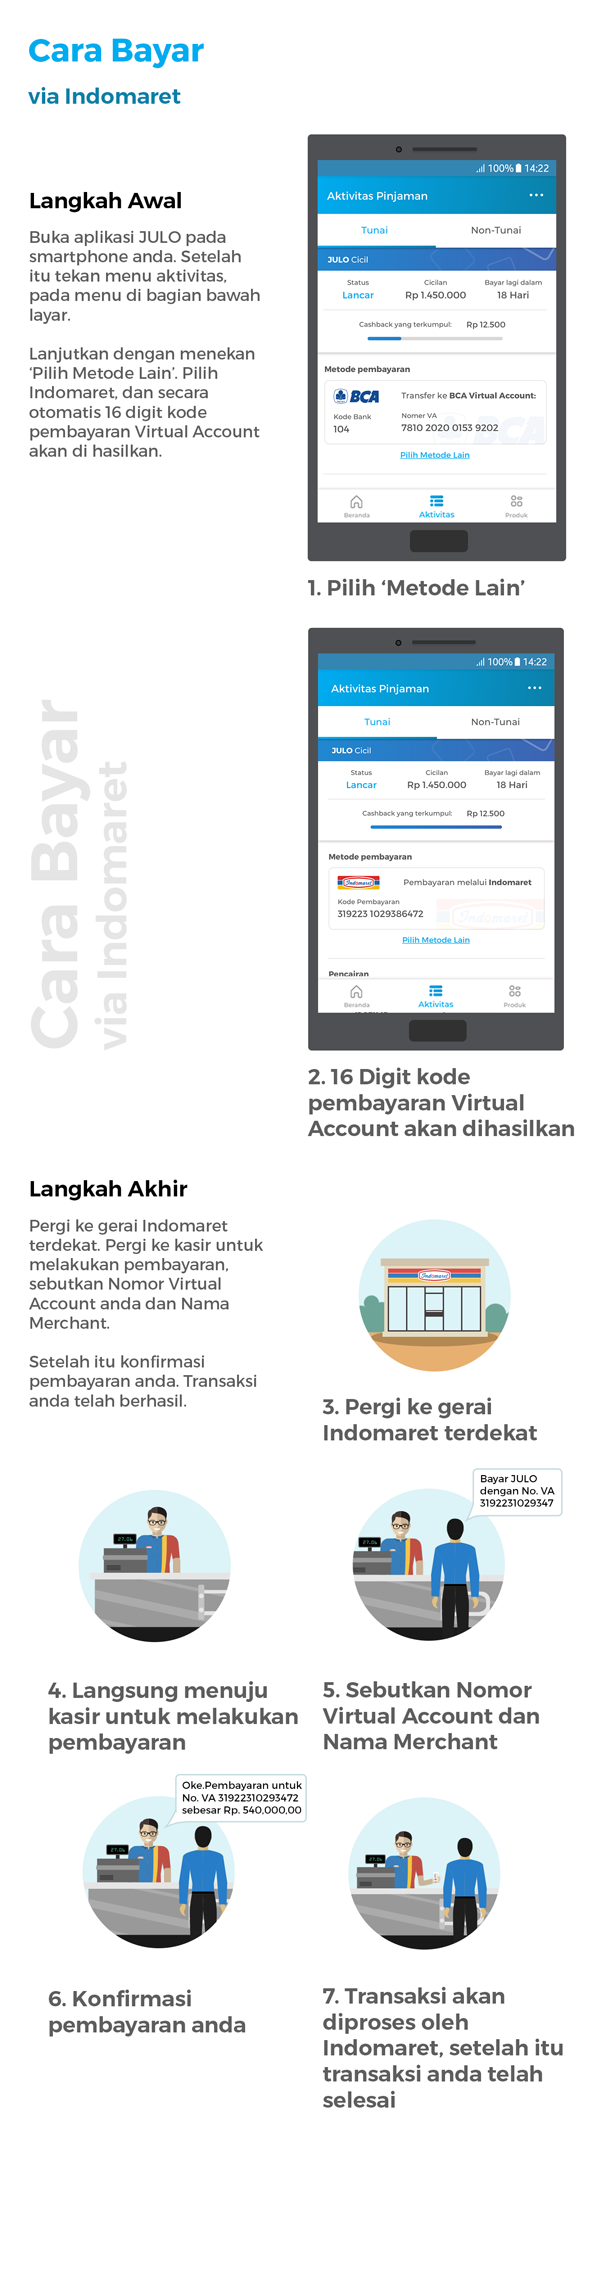 Cara Bayar
via Indomaret
Langkah Awal
Buka aplikasi JULO pada
smartphone anda. Setelah
itu tekan menu aktivitas,
pada menu di bagian bawah
layar.
Lanjutkan dengan menekan
‘Pilih Metode Lain’. Pilih
Indomaret, dan secara
otomatis 16 digit kode
pembayaran Virtual Account
akan di hasilkan.
100% 14:22
Aktivitas Pinjaman
Tunai Non-Tunai
JULO Cicil
Status Cicilan Bayar lagi dalam
Lancar Rp 1.450.000 18 Hari
Cashback yang terkumpul: Rp 12.500
Metode pembayaran
BCA Transfer ke BCA Virtual Account:
Kode Bank Nomer VA
104 7810 2020 0153 9202
BCA
Pilih Metode Lain
Beranda Aktivitas Produk
1. Pilih ‘Metode Lain’
Cara Bayar
via Indomaret
100% 14:22
Aktivitas Pinjaman
Tunai Non-Tunai
JULO Cicil
Status Cicilan Bayar lagi dalam
Lancar Rp 1.450.000 18 Hari
Cashback yang terkumpul: Rp 12.500
Metode pembayaran
Indomaret Pembayaran melalui Indomaret
Kode Pembayaran
319223 1029386472
Indomaret
Pilih Metode Lain
Pencairan
Beranda Aktivitas Produk
2. 16 Digit kode
pembayaran Virtual
Account akan dihasilkan
Langkah Akhir
Pergi ke gerai Indomaret
terdekat. Pergi ke kasir untuk
melakukan pembayaran,
sebutkan Nomor Virtual
Account anda dan Nama
Merchant.
Setelah itu konfirmasi
pembayaran anda. Transaksi
anda telah berhasil.
Indomaret
3. Pergi ke gerai
Indomaret terdekat
27.04
4. Langsung menuju
kasir untuk melakukan
pembayaran
Bayar JULO
dengan No. VA
3192231029347
27.04
5. Sebutkan Nomor
Virtual Account dan
Nama Merchant
Oke.Pembayaran untuk
No. VA 31922310293472
sebesar Rp. 540,000,00
27.04
6. Konfirmasi
pembayaran anda
27.04
7. Transaksi akan
diproses oleh
Indomaret, setelah itu
transaksi anda telah
selesai